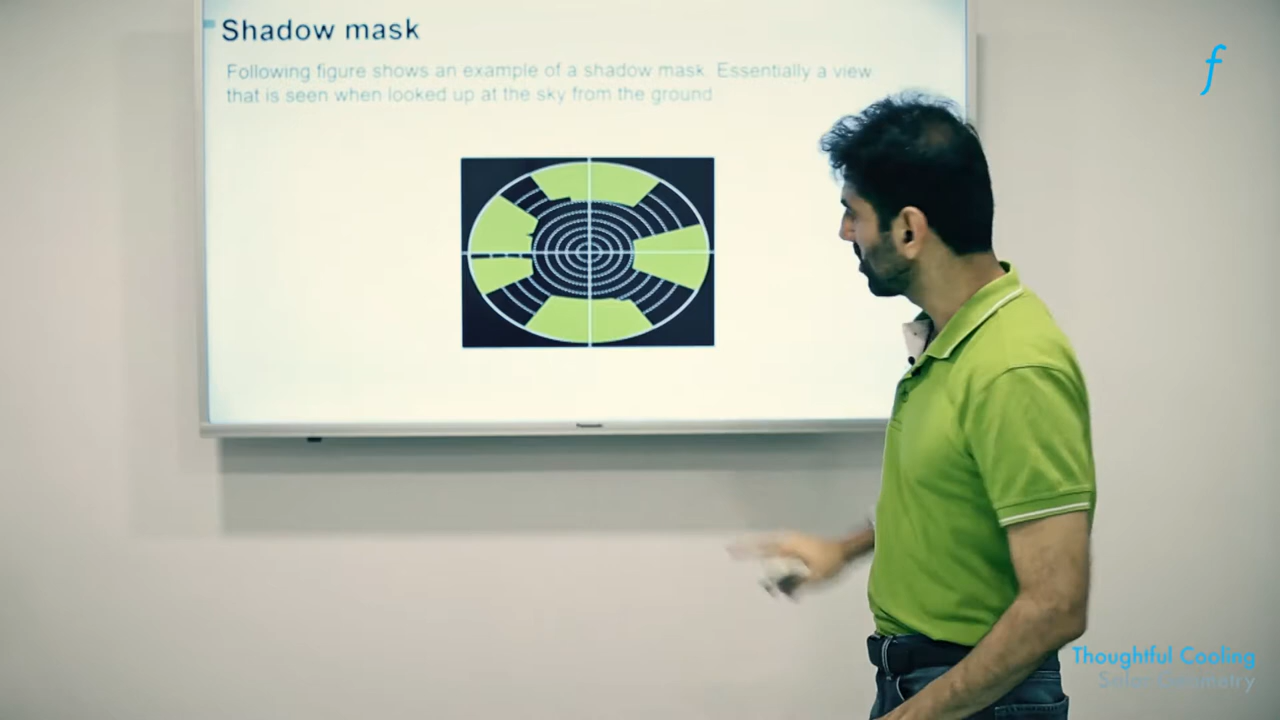 Shadow mask
Following figure shows an example of a shadow mask. Essentially a view
that is seen when looked up at the sky from the ground
Panasonic
f
Thoughtful Cooling
Solar Geometry